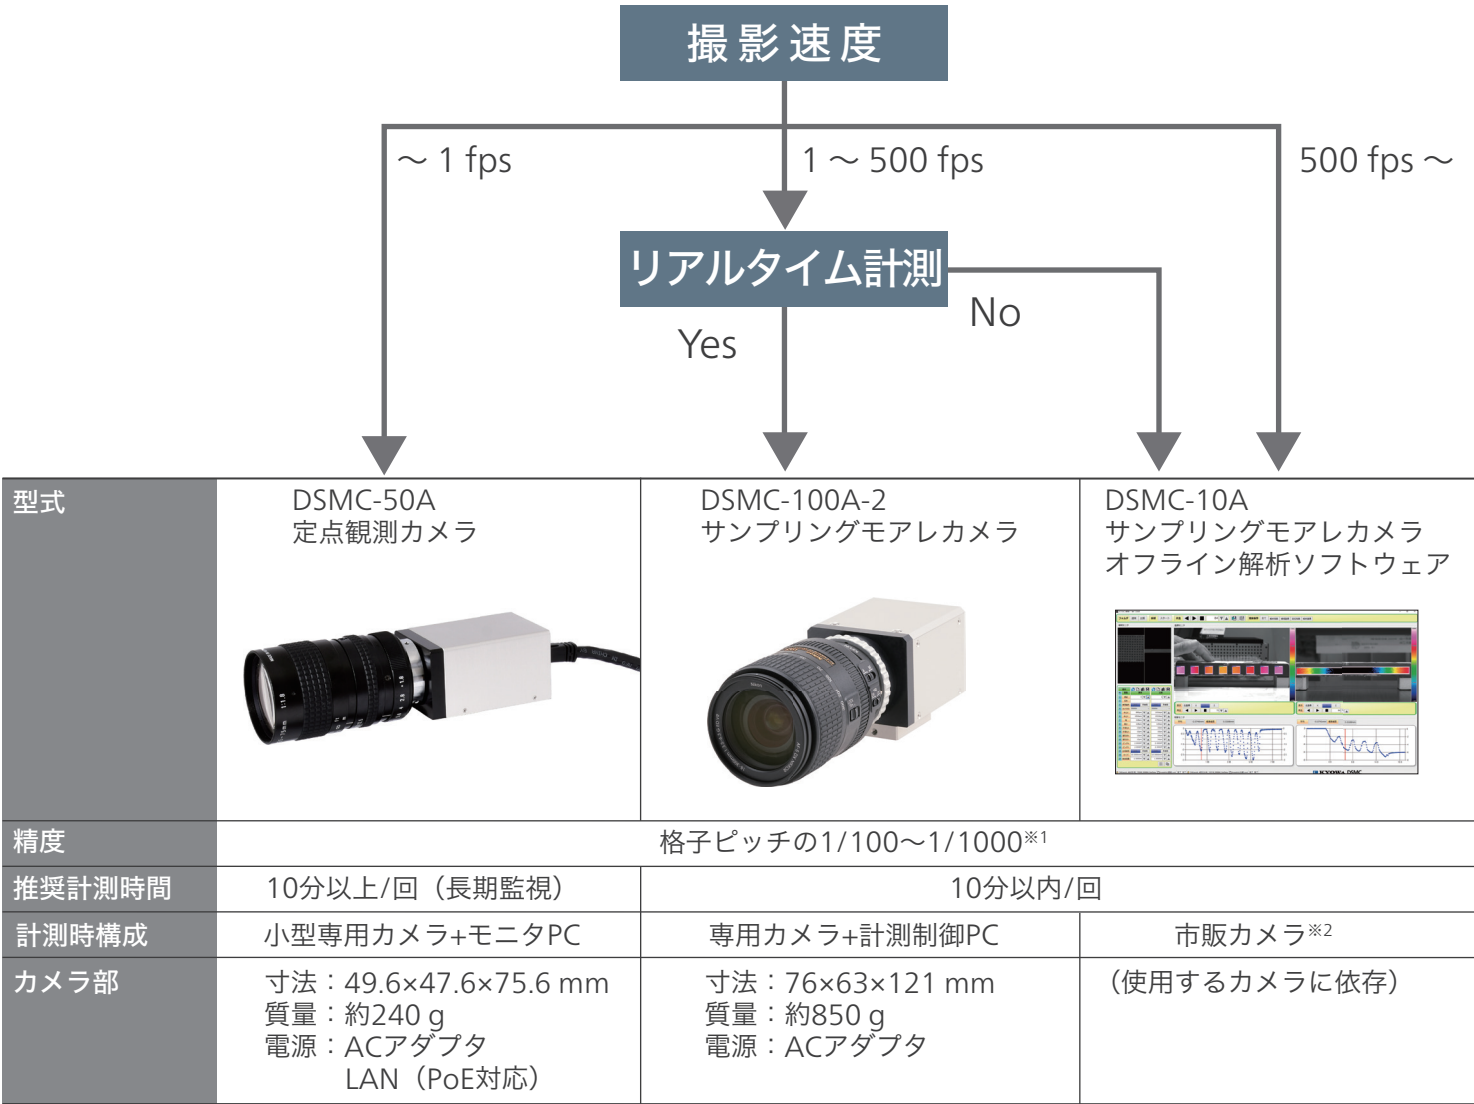 撮影速度
～ 1 fps
1 ～ 500 fps
500 fps ～
リアルタイム計測
No
Yes
型式
DSMC-50A
定点観測カメラ
DSMC-100A-2
サンプリングモアレカメラ
DSMC-10A
サンプリングモアレカメラ
オフライン解析ソフトウェア
精度
格子ピッチの1/100～1/1000※1
推奨計測時間
10分以上/回（長期監視）
10分以内/回
計測時構成
小型専用カメラ+モニタPC
専用カメラ+計測制御PC
市販カメラ※2
カメラ部
寸法：49.6×47.6×75.6 mm
質量：約240 g
電源：ACアダプタ
LAN（PoE対応）
寸法：76×63×121 mm
質量：約850 g
電源：ACアダプタ
（使用するカメラに依存）